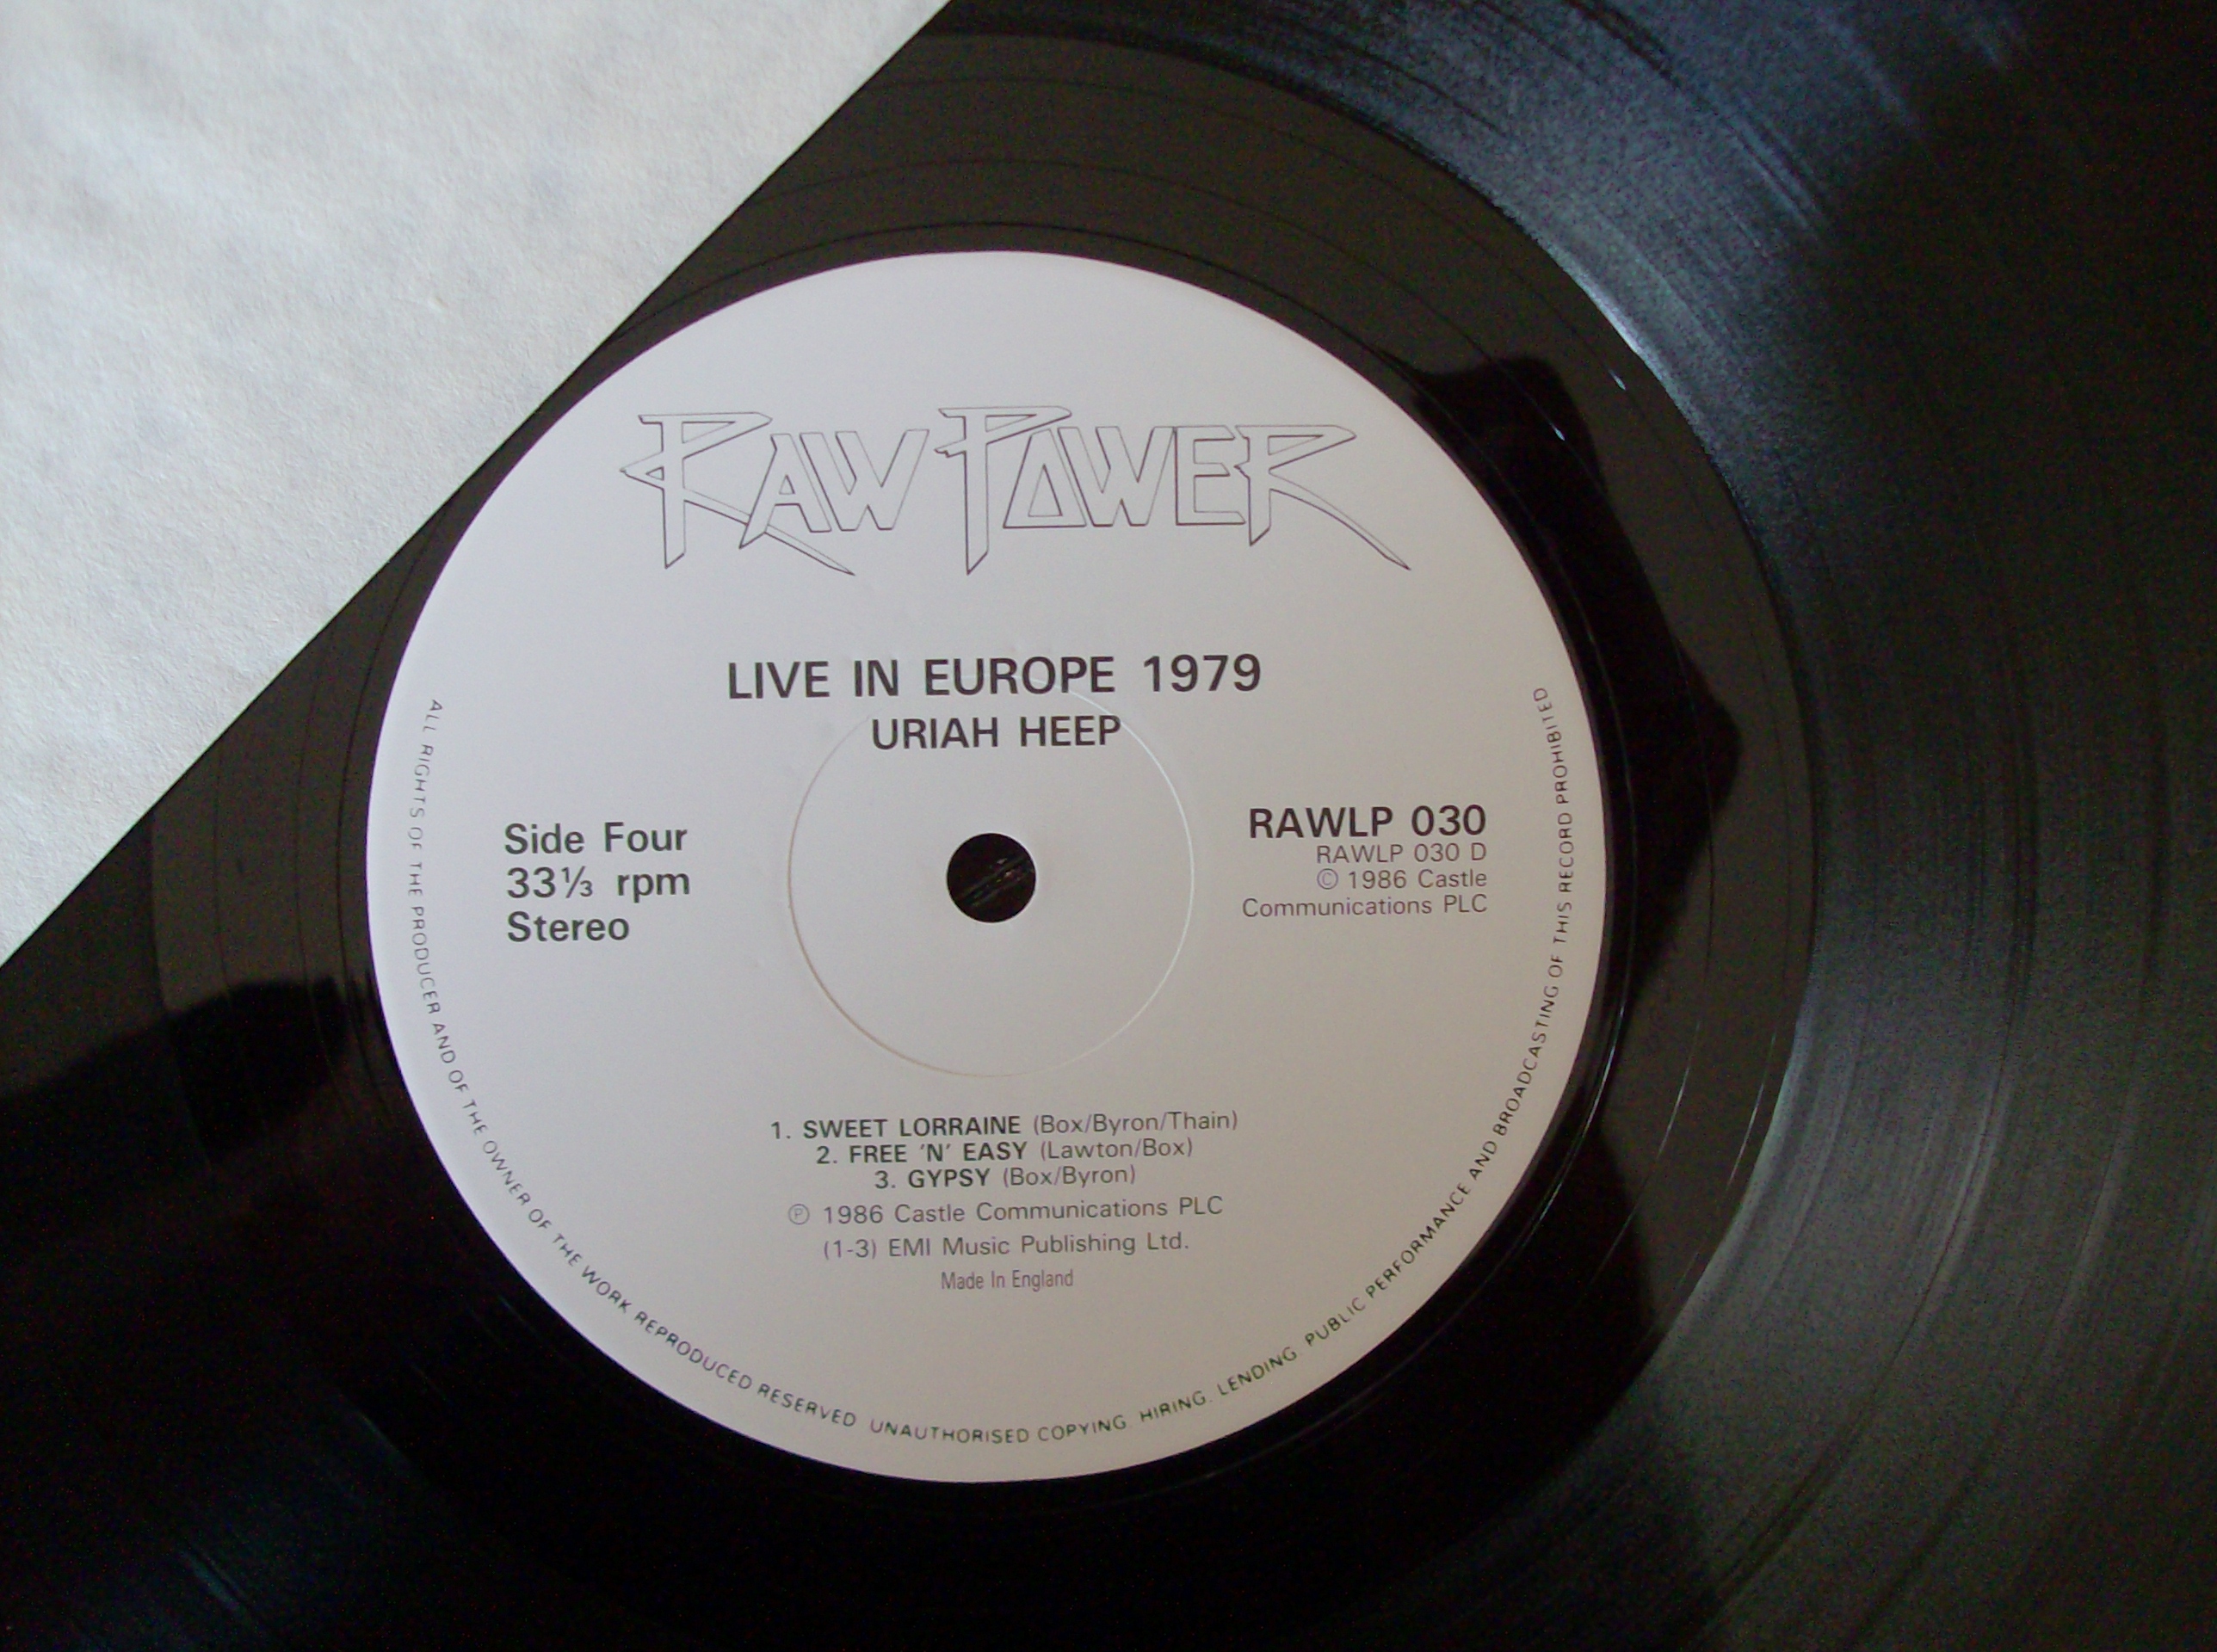 RAW POWER
LIVE IN EUROPE 1979
URIAH HEEP
Side Four
33⅓ rpm
Stereo
RAWLP 030
RAWLP 030 D
© 1986 Castle
Communications PLC
1. SWEET LORRAINE (Box/Byron/Thain)
2. FREE 'N' EASY (Lawton/Box)
3. GYPSY (Box/Byron)
℗ 1986 Castle Communications PLC
(1-3) EMI Music Publishing Ltd.
Made In England
ALL RIGHTS OF THE PRODUCER AND OF THE OWNER OF THE WORK REPRODUCED RESERVED UNAUTHORISED COPYING. HIRING. LENDING. PUBLIC PERFORMANCE AND BROADCASTING OF THIS RECORD PROHIBITED